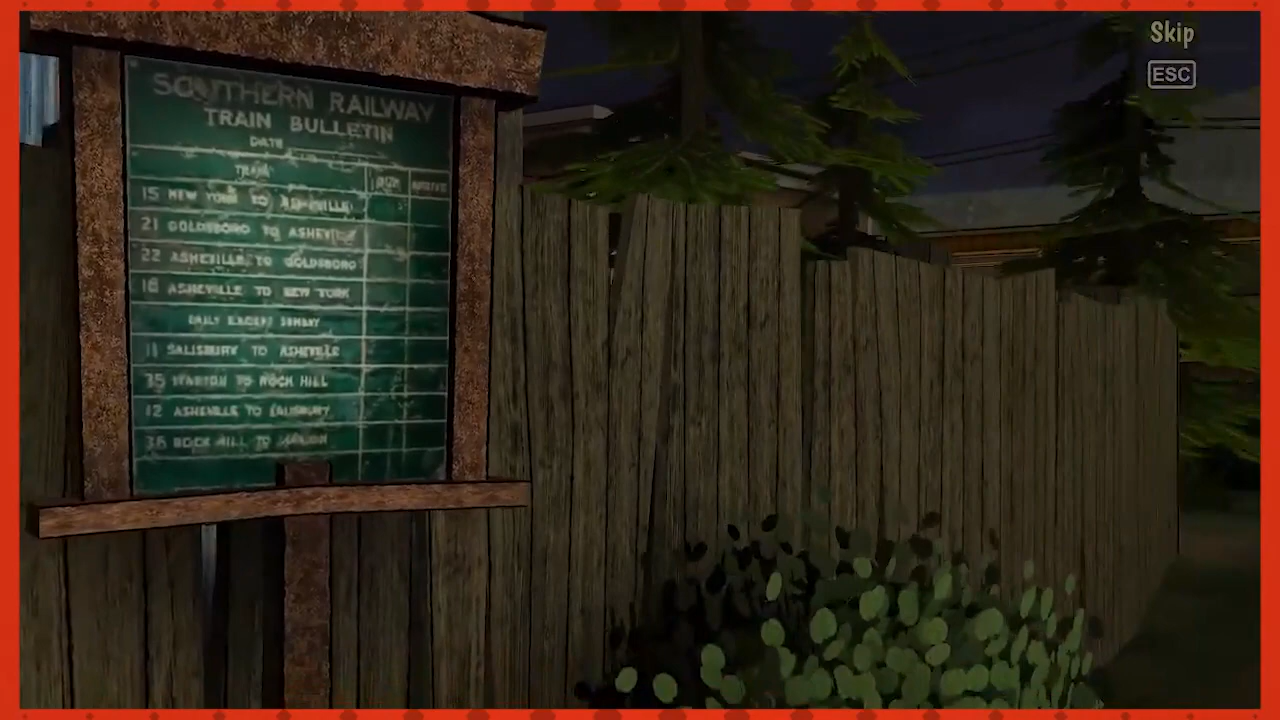 Skip
ESC
SOUTHERN RAILWAY
TRAIN BULLETIN
DATE
TRAIN
15 NEW YORK TO ASHEVILLE
21 GOLDSBORO TO ASHEVILLE
22 ASHEVILLE TO GOLDSBORO
16 ASHEVILLE TO NEW YORK
DAILY EXCEPT SUNDAY
11 SALISBURY TO ASHEVILLE
35 MARION TO ROCK HILL
12 ASHEVILLE TO SALISBURY
36 ROCK HILL TO MARION